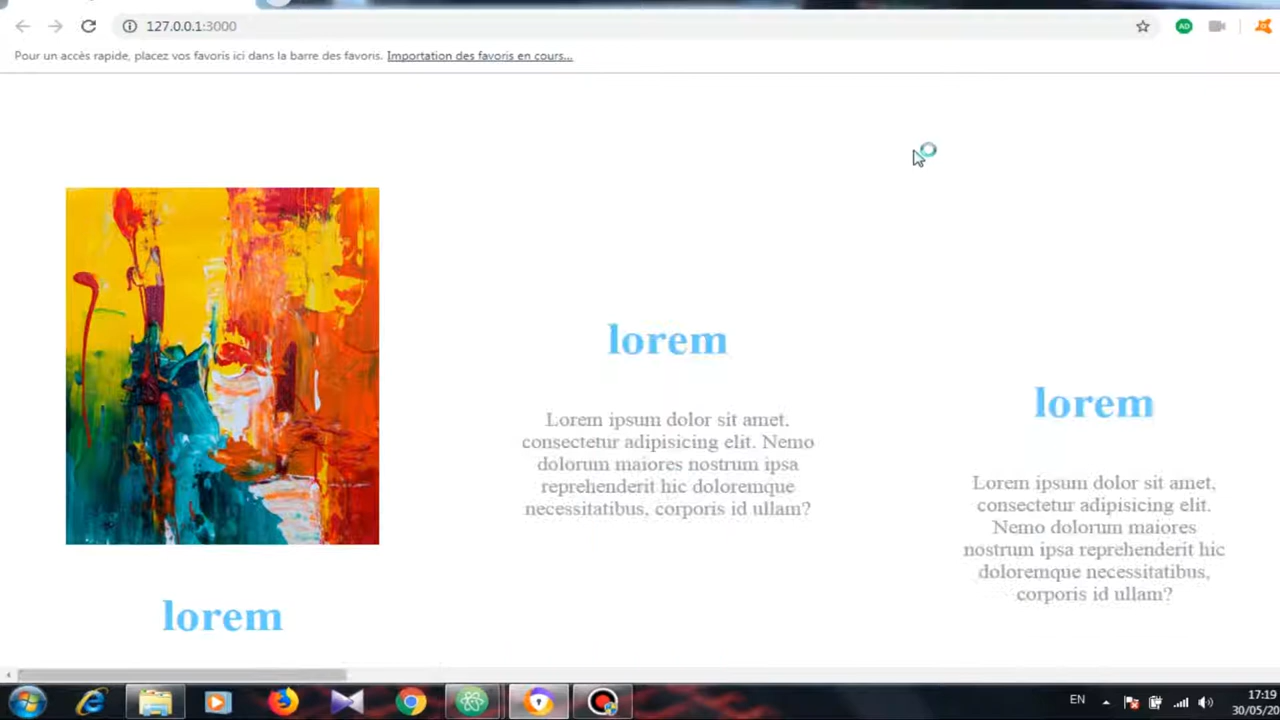 127.0.0.1:3000
Pour un accès rapide, placez vos favoris ici dans la barre des favoris. Importation des favoris en cours...
lorem
Lorem ipsum dolor sit amet,
consectetur adipisicing elit. Nemo
dolorum maiores nostrum ipsa
reprehenderit hic doloremque
necessitatibus, corporis id ullam?
lorem
Lorem ipsum dolor sit amet,
consectetur adipisicing elit.
Nemo dolorum maiores
nostrum ipsa reprehenderit hic
doloremque necessitatibus,
corporis id ullam?
lorem
EN
17:19
30/05/20